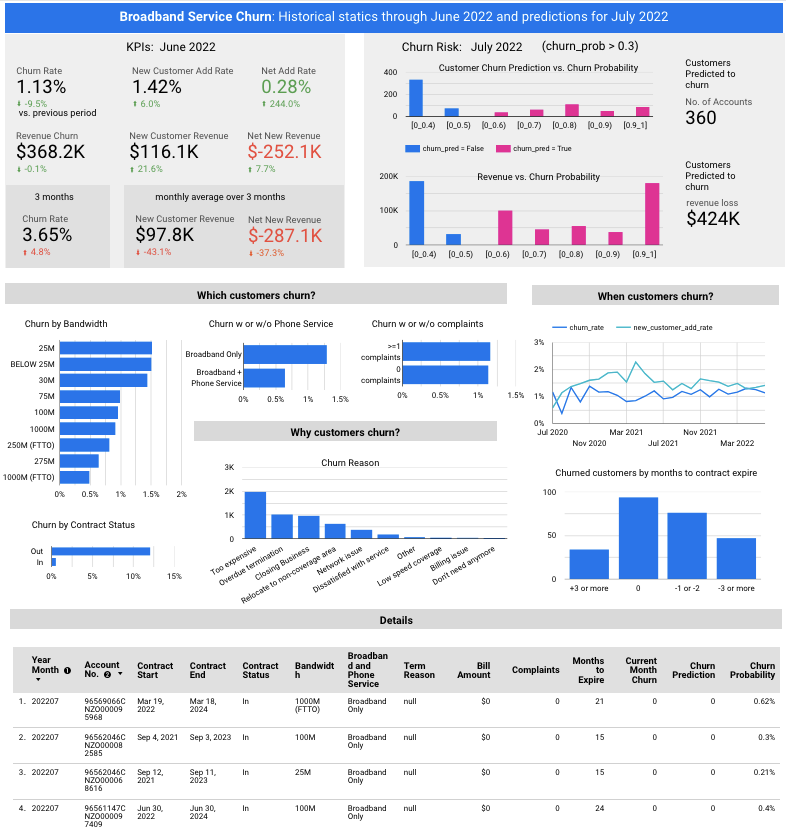 Broadband Service Churn: Historical statics through June 2022 and predictions for July 2022
KPIs: June 2022
Churn Rate
1.13%
⬇ -9.5%
vs. previous period
New Customer Add Rate
1.42%
⬆ 6.0%
Net Add Rate
0.28%
⬆ 244.0%
Revenue Churn
$368.2K
⬇ -0.1%
New Customer Revenue
$116.1K
⬆ 21.6%
Net New Revenue
$-252.1K
⬆ 7.7%
3 months
Churn Rate
3.65%
⬆ 4.8%
monthly average over 3 months
New Customer Revenue
$97.8K
⬇ -43.1%
Net New Revenue
$-287.1K
⬇ -37.3%
Churn Risk: July 2022 (churn_prob > 0.3)
Customer Churn Prediction vs. Churn Probability
400
200
0
[0_0.4) [0_0.5) [0_0.6) [0_0.7) [0_0.8) [0_0.9) [0.9_1]
churn_pred = False churn_pred = True
Revenue vs. Churn Probability
200K
100K
0
[0_0.4) [0_0.5) [0_0.6) [0_0.7) [0_0.8) [0_0.9) [0.9_1]
Customers
Predicted to
churn
No. of Accounts
360
Customers
Predicted to
churn
revenue loss
$424K
Which customers churn?
Churn by Bandwidth
25M
BELOW 25M
30M
75M
100M
1000M
250M (FTTO)
275M
1000M (FTTO)
0% 0.5% 1% 1.5% 2%
Churn w or w/o Phone Service
Broadband Only
Broadband +
Phone Service
0% 0.5% 1% 1.5%
Churn w or w/o complaints
>=1
complaints
0
complaints
0% 1% 1.5%
Churn by Contract Status
Out
In
0% 5% 10% 15%
Why customers churn?
Churn Reason
3K
2K
1K
0
Too expensive
Overdue termination
Closing Business
Relocate to non-coverage area
Network issue
Dissatisfied with service
Other
Low speed coverage
Billing issue
Don't need anymore
When customers churn?
churn_rate new_customer_add_rate
3%
2%
1%
0%
Jul 2020 Mar 2021 Nov 2021
Nov 2020 Jul 2021 Mar 2022
Churned customers by months to contract expire
100
50
0
+3 or more 0 -1 or -2 -3 or more
Details
Year
Month ❶
Account
No. ❷
Contract
Start
Contract
End
Contract
Status
Bandwidt
h
Broadban
d and
Phone
Service
Term
Reason
Bill
Amount
Complaints
Months
to
Expire
Current
Month
Churn
Churn
Prediction
Churn
Probability
1. 202207
96569066C
NZO00009
5968
Mar 19,
2022
Mar 18,
2024
In
1000M
(FTTO)
Broadband
Only
null
$0
0
21
0
0
0.62%
2. 202207
96562046C
NZO00008
2585
Sep 4, 2021
Sep 3, 2023
In
100M
Broadband
Only
null
$0
0
15
0
0
0.3%
3. 202207
96562046C
NZO00006
8616
Sep 12,
2021
Sep 11,
2023
In
25M
Broadband
Only
null
$0
0
15
0
0
0.21%
4. 202207
96561147C
NZO00009
7409
Jun 30,
2022
Jun 30,
2024
In
100M
Broadband
Only
null
$0
0
24
0
0
0.4%